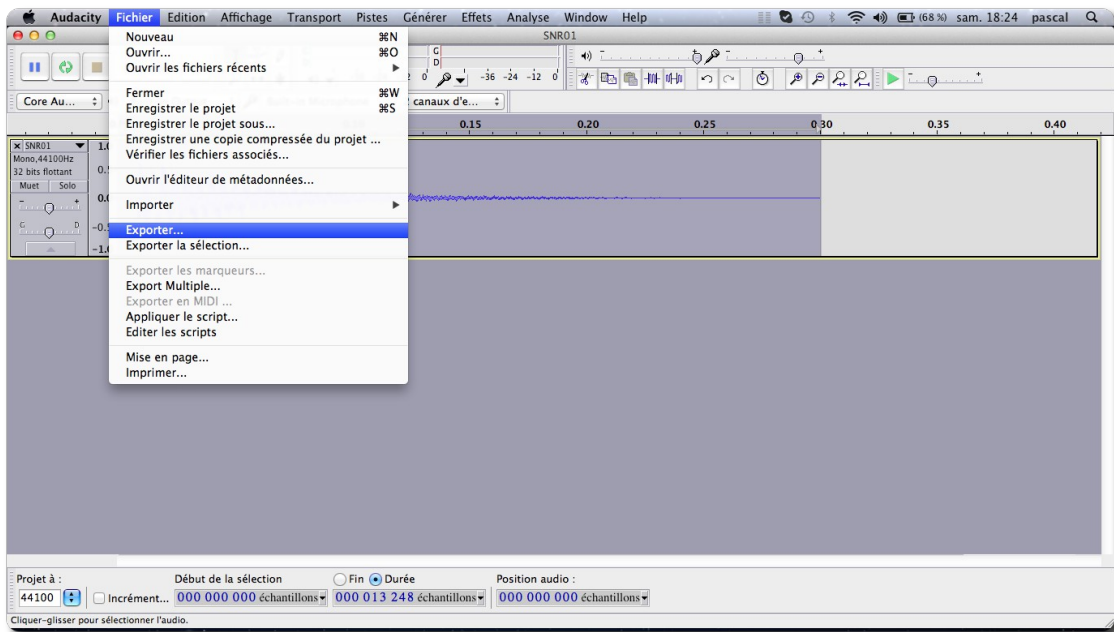 Audacity Fichier Edition Affichage Transport Pistes Générer Effets Analyse Window Help (68 %) sam. 18:24 pascal
SNR01
Nouveau ⌘N
Ouvrir... ⌘O
Ouvrir les fichiers récents
Fermer ⌘W
Enregistrer le projet ⌘S
Enregistrer le projet sous...
Enregistrer une copie compressée du projet ...
Vérifier les fichiers associés...
Ouvrir l'éditeur de métadonnées...
Importer
Exporter...
Exporter la sélection...
Exporter les marqueurs...
Export Multiple...
Exporter en MIDI ...
Appliquer le script...
Editer les scripts
Mise en page...
Imprimer...
G
D
0 -36 -24 -12 0
Core Au... canaux d'e...
0.15 0.20 0.25 0.30 0.35 0.40
SNR01
Mono,44100Hz
32 bits flottant
Muet Solo
- +
G D
Projet à : Début de la sélection Fin Durée Position audio :
44100 Incrément... 000 000 000 échantillons 000 013 248 échantillons 000 000 000 échantillons
Cliquer-glisser pour sélectionner l'audio.